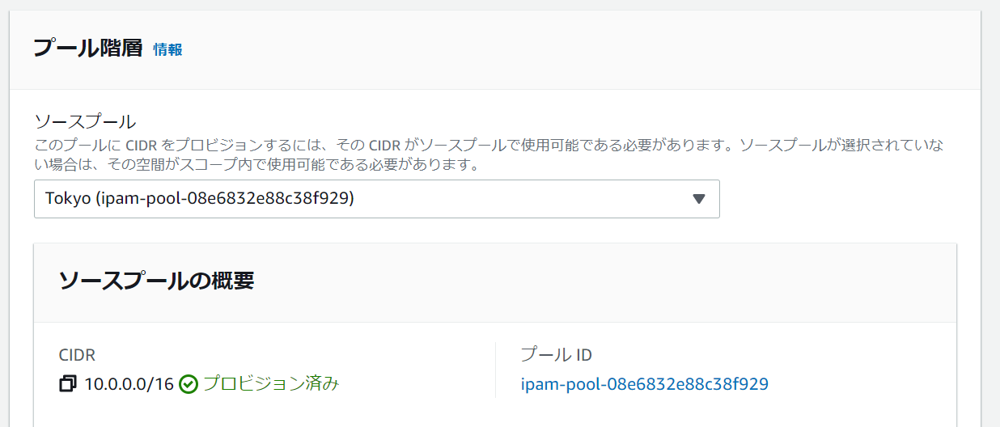 プール階層 情報
ソースプール
このプールに CIDR をプロビジョンするには、その CIDR がソースプールで使用可能である必要があります。ソースプールが選択されていな
い場合は、その空間がスコープ内で使用可能である必要があります。
Tokyo (ipam-pool-08e6832e88c38f929)
ソースプールの概要
CIDR
10.0.0.0/16 プロビジョン済み
プール ID
ipam-pool-08e6832e88c38f929